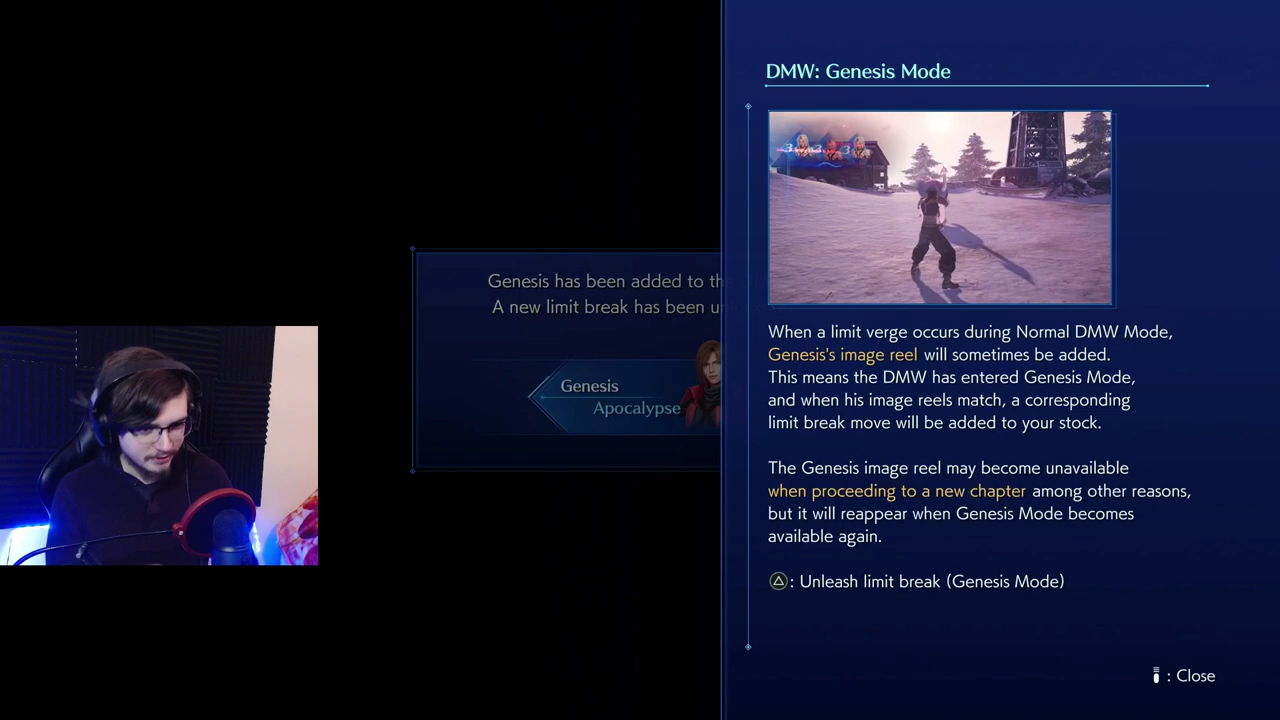 DMW: Genesis Mode
3 3 3
Genesis has been added to the
A new limit break has been
Genesis
Apocalypse
When a limit verge occurs during Normal DMW Mode,
Genesis's image reel will sometimes be added.
This means the DMW has entered Genesis Mode,
and when his image reels match, a corresponding
limit break move will be added to your stock.
The Genesis image reel may become unavailable
when proceeding to a new chapter among other reasons,
but it will reappear when Genesis Mode becomes
available again.
: Unleash limit break (Genesis Mode)
: Close